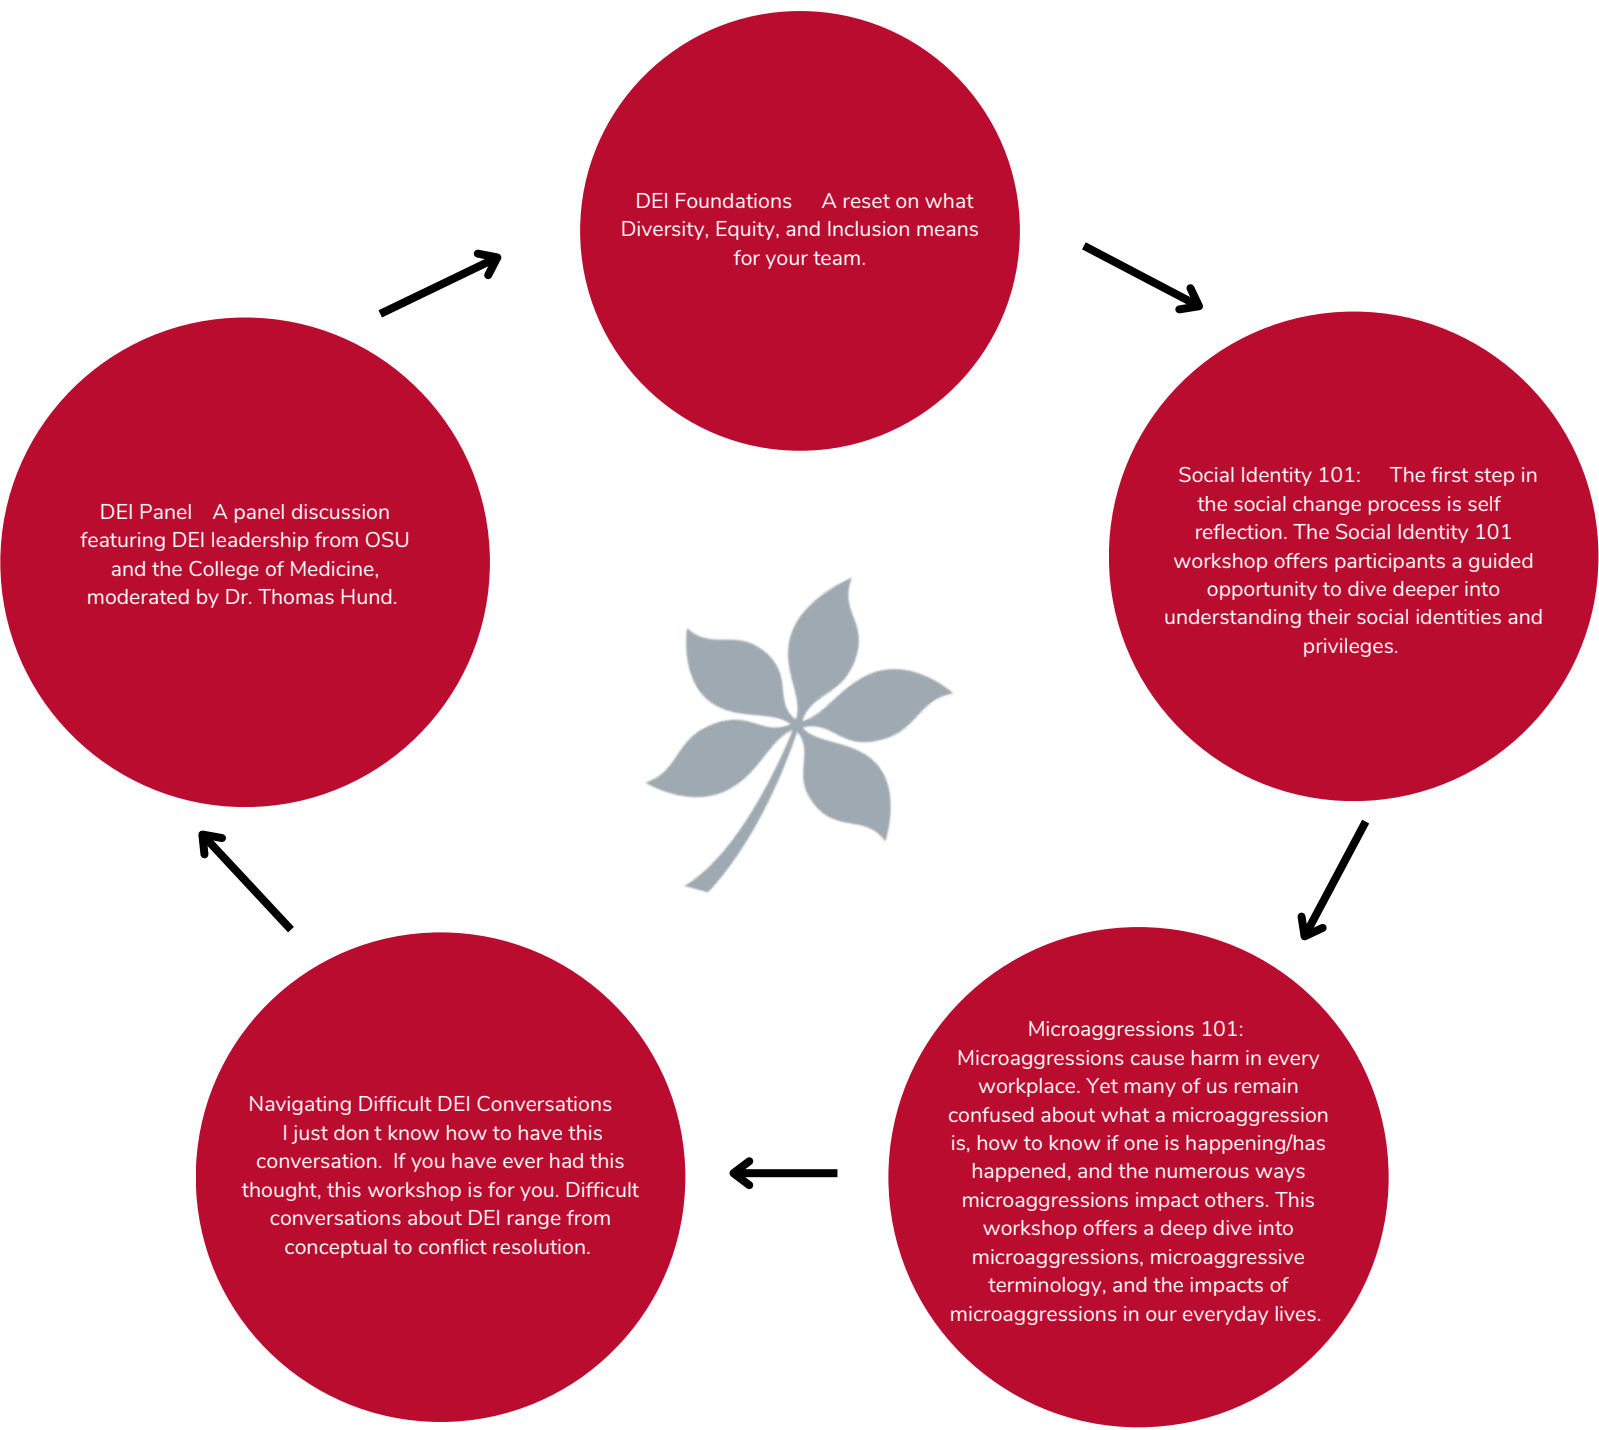 DEI Foundations A reset on what
Diversity, Equity, and Inclusion means
for your team.
Social Identity 101: The first step in
the social change process is self
reflection. The Social Identity 101
workshop offers participants a guided
opportunity to dive deeper into
understanding their social identities and
privileges.
Microaggressions 101:
Microaggressions cause harm in every
workplace. Yet many of us remain
confused about what a microaggression
is, how to know if one is happening/has
happened, and the numerous ways
microaggressions impact others. This
workshop offers a deep dive into
microaggressions, microaggressive
terminology, and the impacts of
microaggressions in our everyday lives.
Navigating Difficult DEI Conversations
I just don t know how to have this
conversation. If you have ever had this
thought, this workshop is for you. Difficult
conversations about DEI range from
conceptual to conflict resolution.
DEI Panel A panel discussion
featuring DEI leadership from OSU
and the College of Medicine,
moderated by Dr. Thomas Hund.